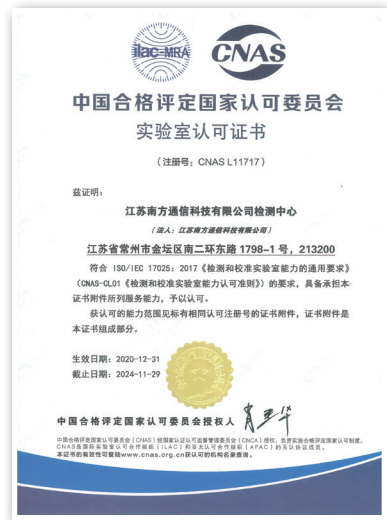 ilac-MRA
CNAS
中国合格评定国家认可委员会
实验室认可证书
（注册号：CNAS L11717）
兹证明：
江苏南方通信科技有限公司检测中心
（法人：江苏南方通信科技有限公司）
江苏省常州市金坛区南二环东路 1798-1 号，213200
符合 ISO/IEC 17025：2017《检测和校准实验室能力的通用要求》
（CNAS-CL01《检测和校准实验室能力认可准则》）的要求，具备承担本
证书附件所列服务能力，予以认可。
获认可的能力范围见标有相同认可注册号的证书附件，证书附件是
本证书组成部分。
生效日期：2020-12-31
截止日期：2024-11-29
中国合格评定国家认可委员会授权人
中国合格评定国家认可委员会（CNAS）经国家认证认可监督管理委员会（CNCA）授权，负责实施合格评定国家认可制度。
CNAS是国际实验室认可合作组织（ILAC）和亚太认可合作组织（APAC）的互认协议成员。
本证书的有效性可登陆www.cnas.org.cn获认可的机构名录查询。